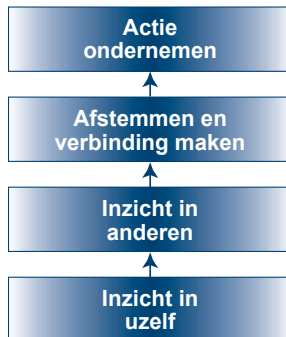 Actie
ondernemen
Afstemmen en
verbinding maken
Inzicht in
anderen
Inzicht in
uzelf